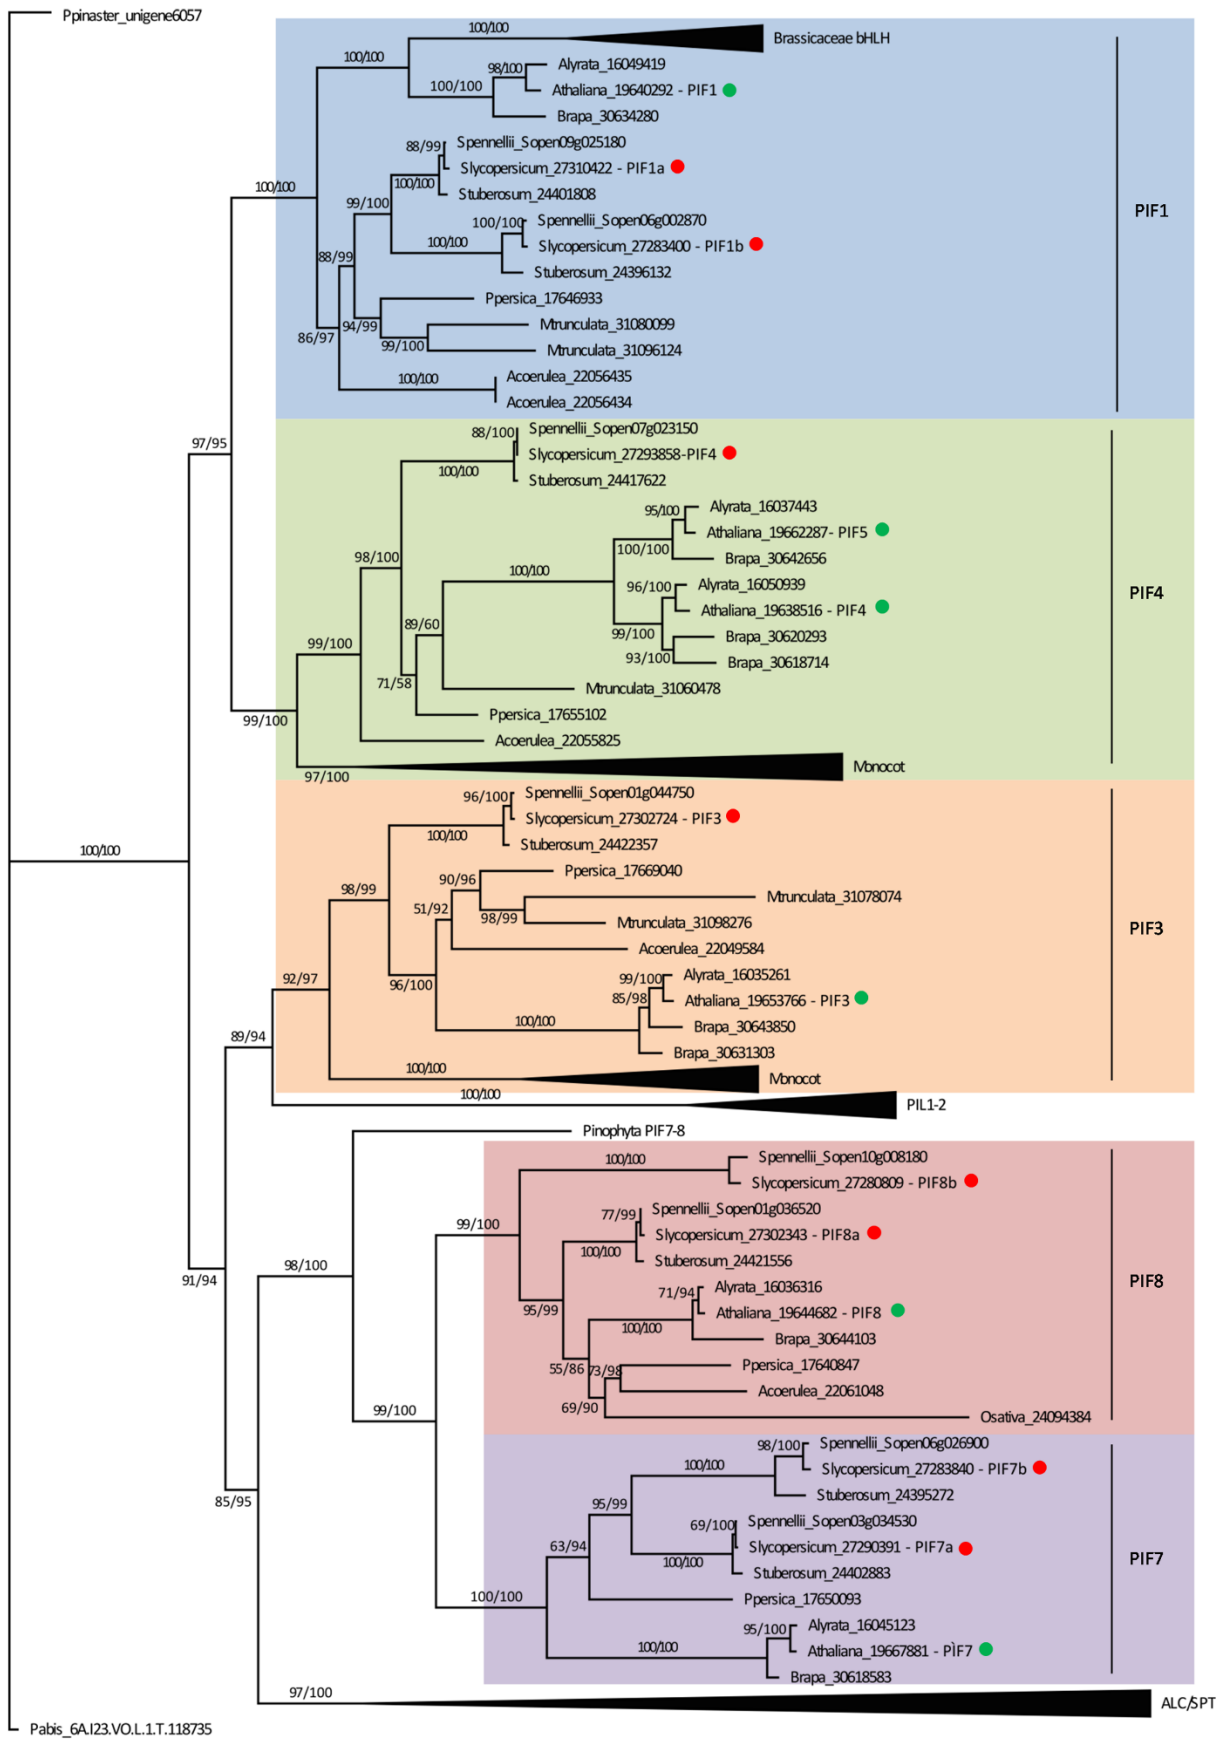 Ppinaster_unigene6057
100/100
Brassicaceae bHLH
100/100
Alyrata_16049419
98/100
100/100
Athaliana_19640292 - PIF1
Brapa_30634280
Spennellii_Sopen09g025180
88/99
Slycopersicum_27310422 - PIF1a
100/100
100/100
Stuberosum_24401808
99/100
PIF1
Spennellii_Sopen06g002870
100/100
Slycopersicum_27283400 - PIF1b
100/100
88/99
Stuberosum_24396132
Ppersica_17646933
94/99
Mtrunculata_31080099
86/97
99/100
Mtrunculata_31096124
Acoerulea_22056435
100/100
Acoerulea_22056434
Spennellii_Sopen07g023150
88/100
97/95
Slycopersicum_27293858-PIF4
100/100
Stuberosum_24417622
Alyrata_16037443
95/100
Athaliana_19662287- PIF5
100/100
98/100
Brapa_30642656
100/100
Alyrata_16050939
96/100
PIF4
Athaliana_19638516 - PIF4
89/60
99/100
Brapa_30620293
99/100
93/100
Brapa_30618714
71/58
Mtrunculata_31060478
Ppersica_17655102
99/100
Acoerulea_22055825
Monocot
97/100
Spennellii_Sopen01g044750
96/100
Slycopersicum_27302724 - PIF3
100/100
Stuberosum_24422357
100/100
Ppersica_17669040
90/96
98/99
Mtrunculata_31078074
51/92
98/99
Mtrunculata_31098276
PIF3
Acoerulea_22049584
92/97
96/100
Alyrata_16035261
99/100
Athaliana_19653766 - PIF3
85/98
100/100
Brapa_30643850
89/94
Brapa_30631303
100/100
Monocot
100/100
PIL1-2
Pinophyta PIF7-8
Spennellii_Sopen10g008180
100/100
Slycopersicum_27280809 - PIF8b
Spennellii_Sopen01g036520
77/99
99/100
Slycopersicum_27302343 - PIF8a
100/100
Stuberosum_24421556
98/100
91/94
PIF8
Alyrata_16036316
71/94
95/99
Athaliana_19644682 - PIF8
100/100
Brapa_30644103
55/86
73/98
Ppersica_17640847
Acoerulea_22061048
69/90
Osativa_24094384
99/100
Spennellii_Sopen06g026900
98/100
Slycopersicum_27283840 - PIF7b
100/100
Stuberosum_24395272
85/95
95/99
Spennellii_Sopen03g034530
69/100
63/94
Slycopersicum_27290391 - PIF7a
100/100
PIF7
Stuberosum_24402883
100/100
Ppersica_17650093
Alyrata_16045123
95/100
100/100
Athaliana_19667881 - PÌF7
Brapa_30618583
97/100
ALC/SPT
Pabis_6A.I23.VO.L.1.T.118735